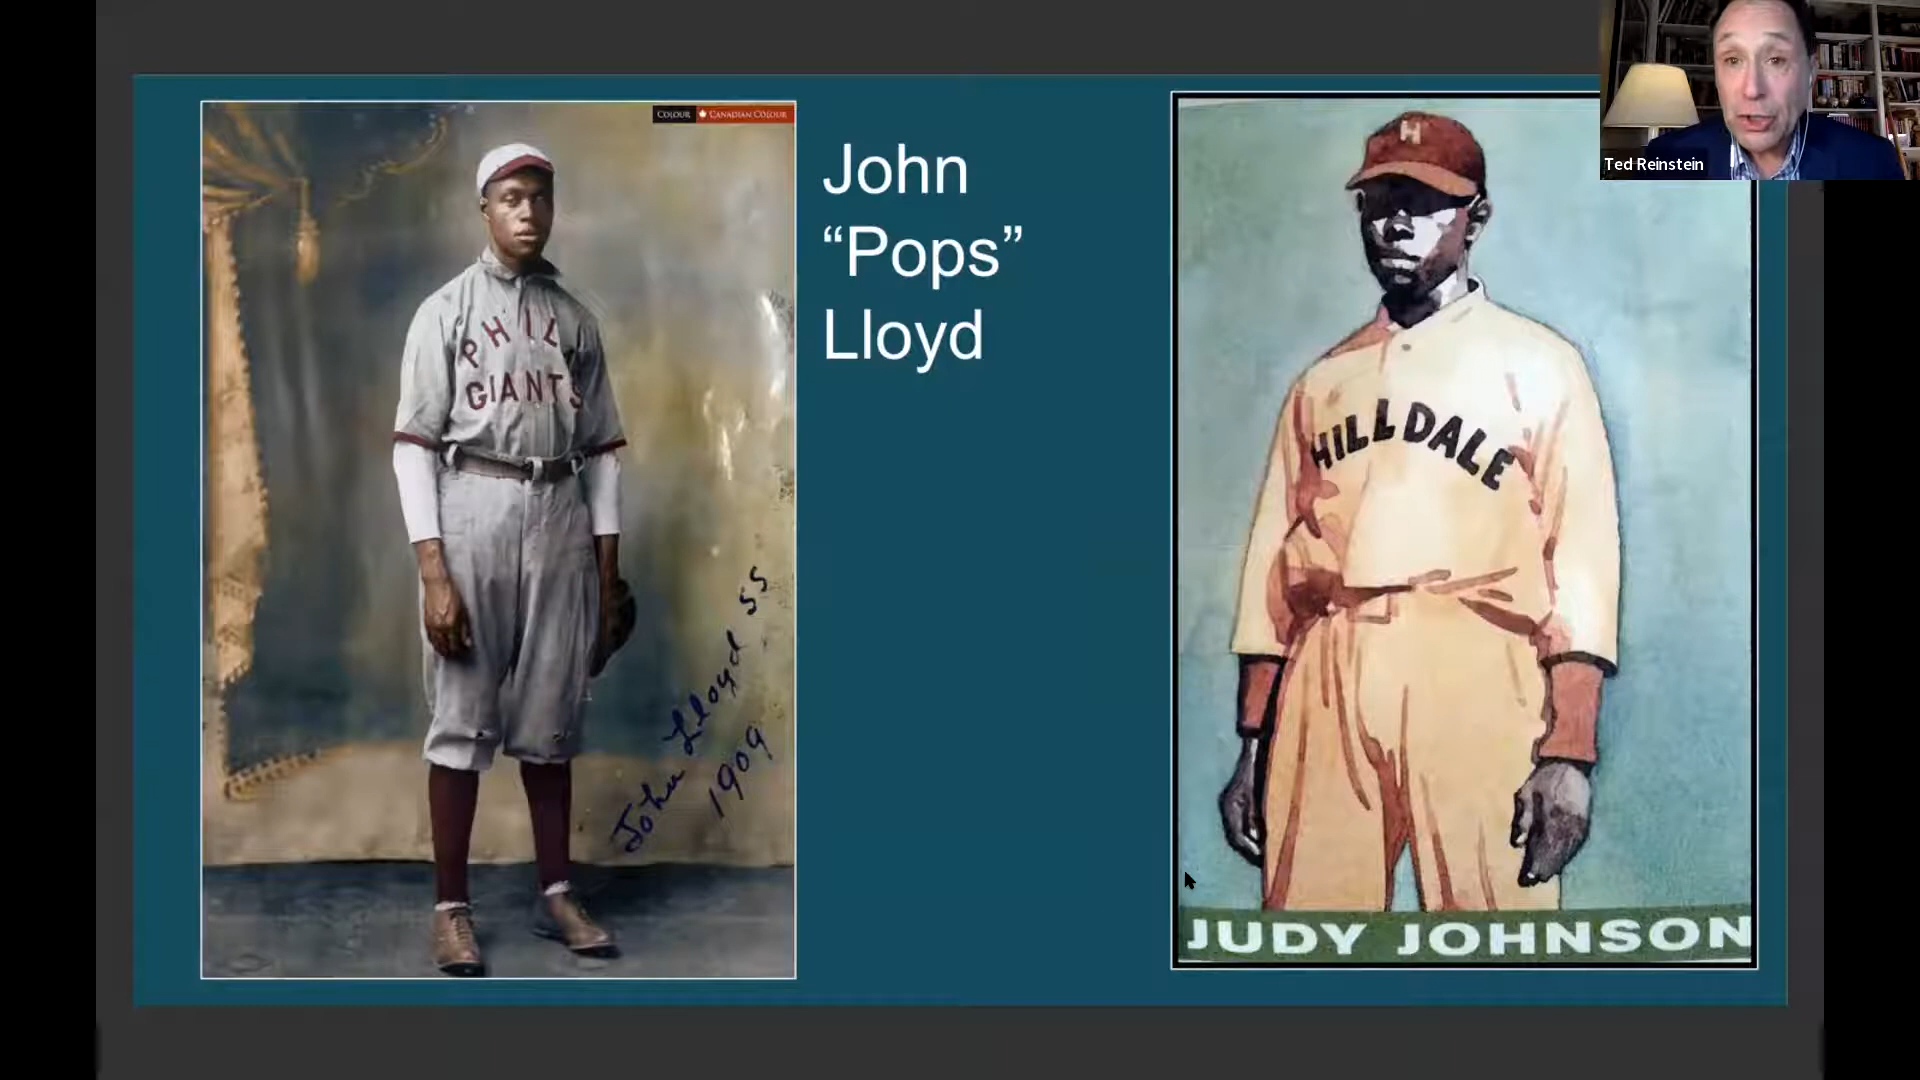 COLOUR CANADIAN COLOUR
PHIL
GIANTS
John Lloyd SS
1909
John
“Pops”
Lloyd
H
HILLDALE
JUDY JOHNSON
Ted Reinstein